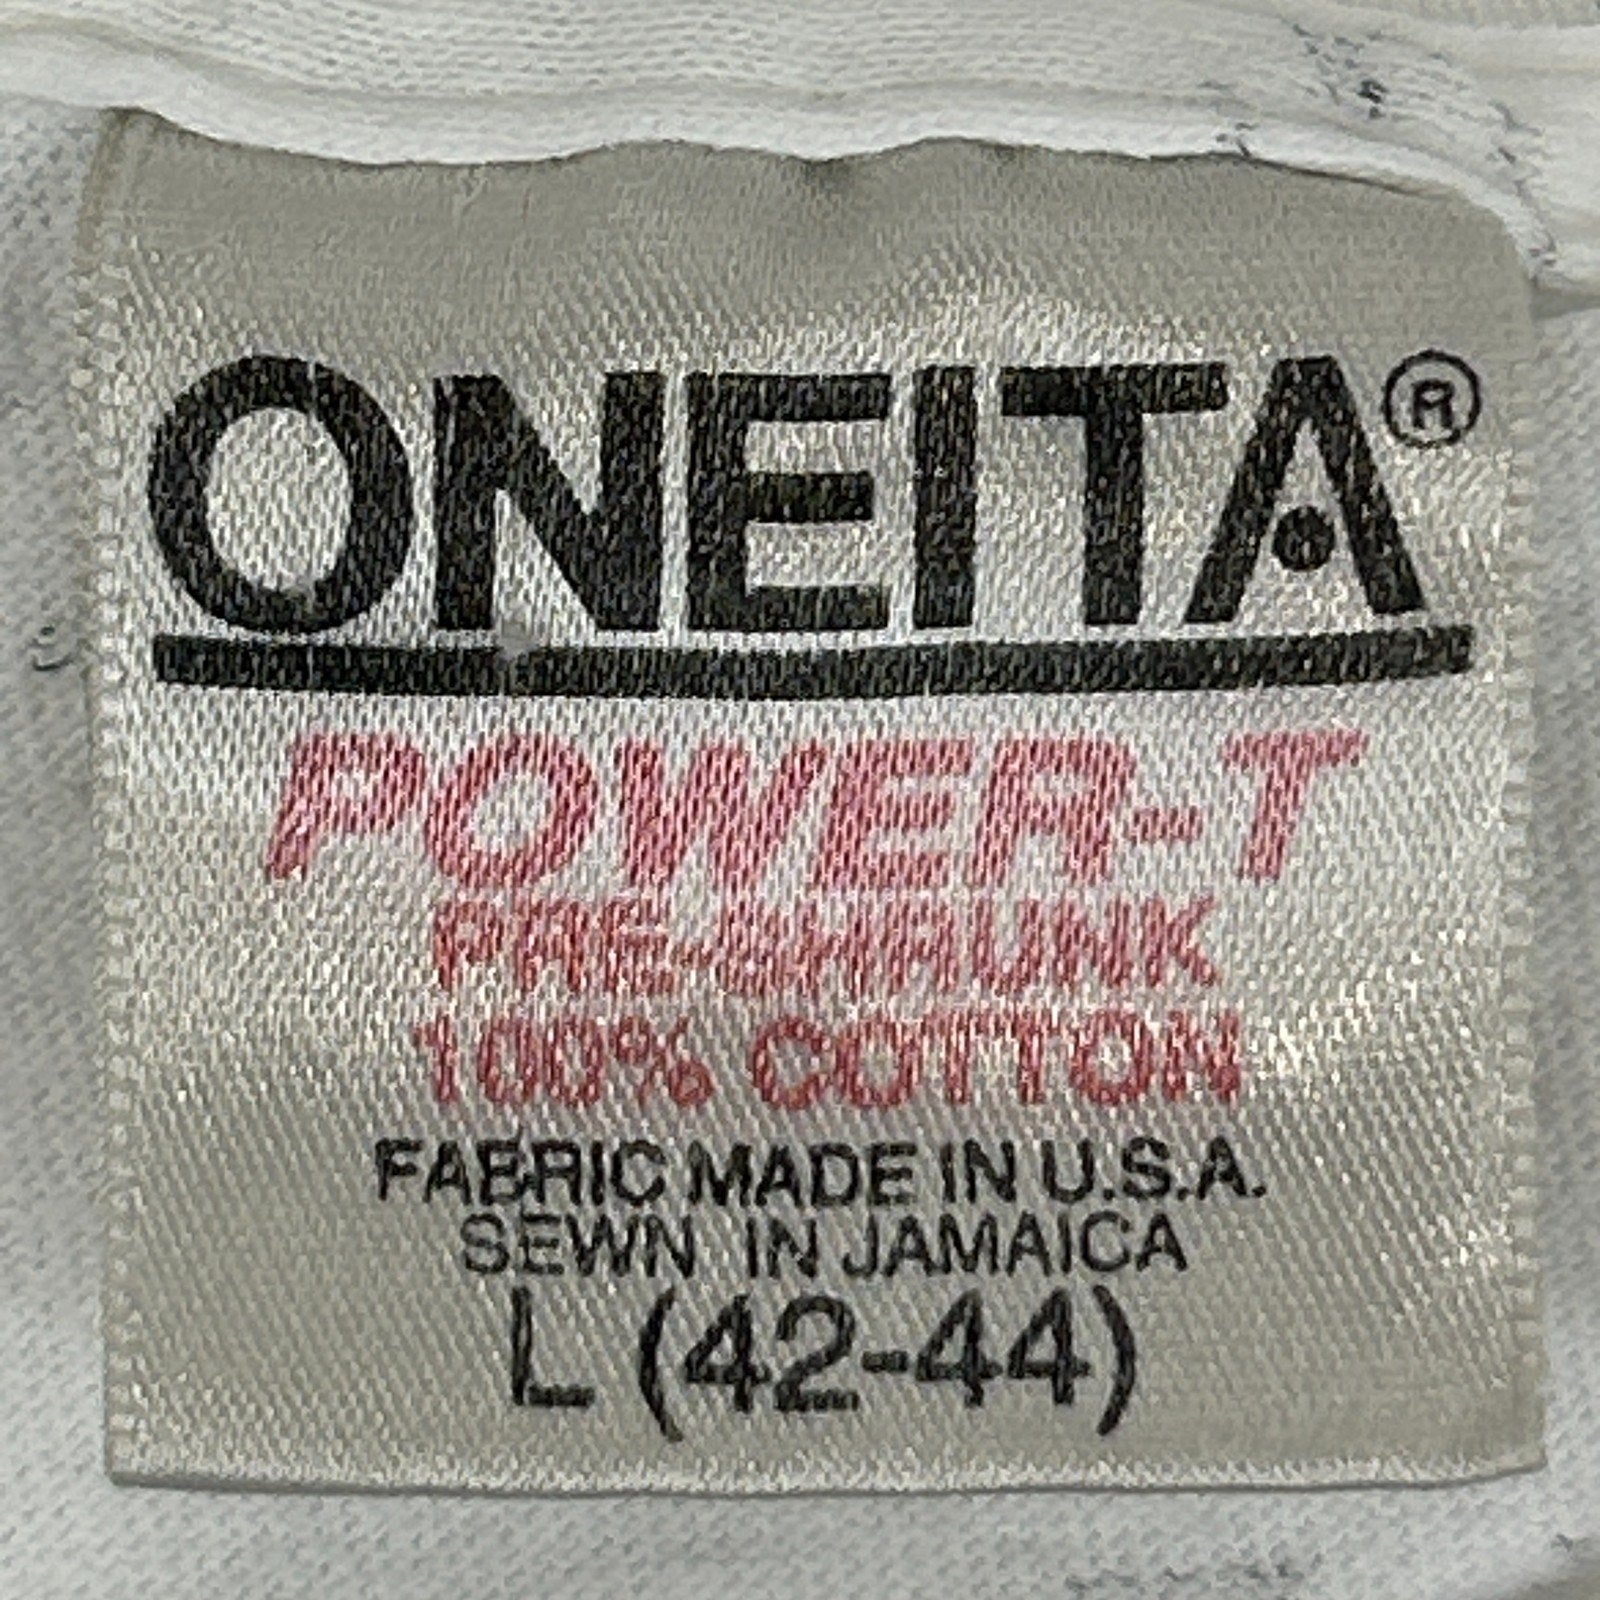 ONEITA®
POWER-T
PRE-SHRUNK
100% COTTON
FABRIC MADE IN U.S.A.
SEWN IN JAMAICA
L (42-44)